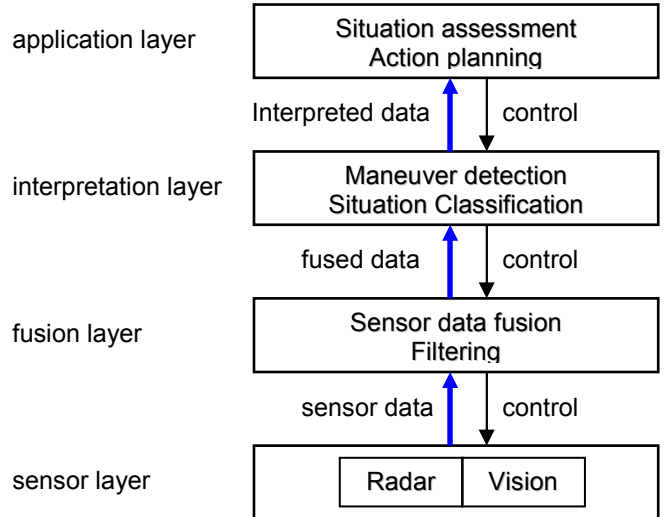 application layer
Situation assessment
Action planning
Interpreted data
control
interpretation layer
Maneuver detection
Situation Classification
fused data
control
fusion layer
Sensor data fusion
Filtering
sensor data
control
sensor layer
Radar
Vision